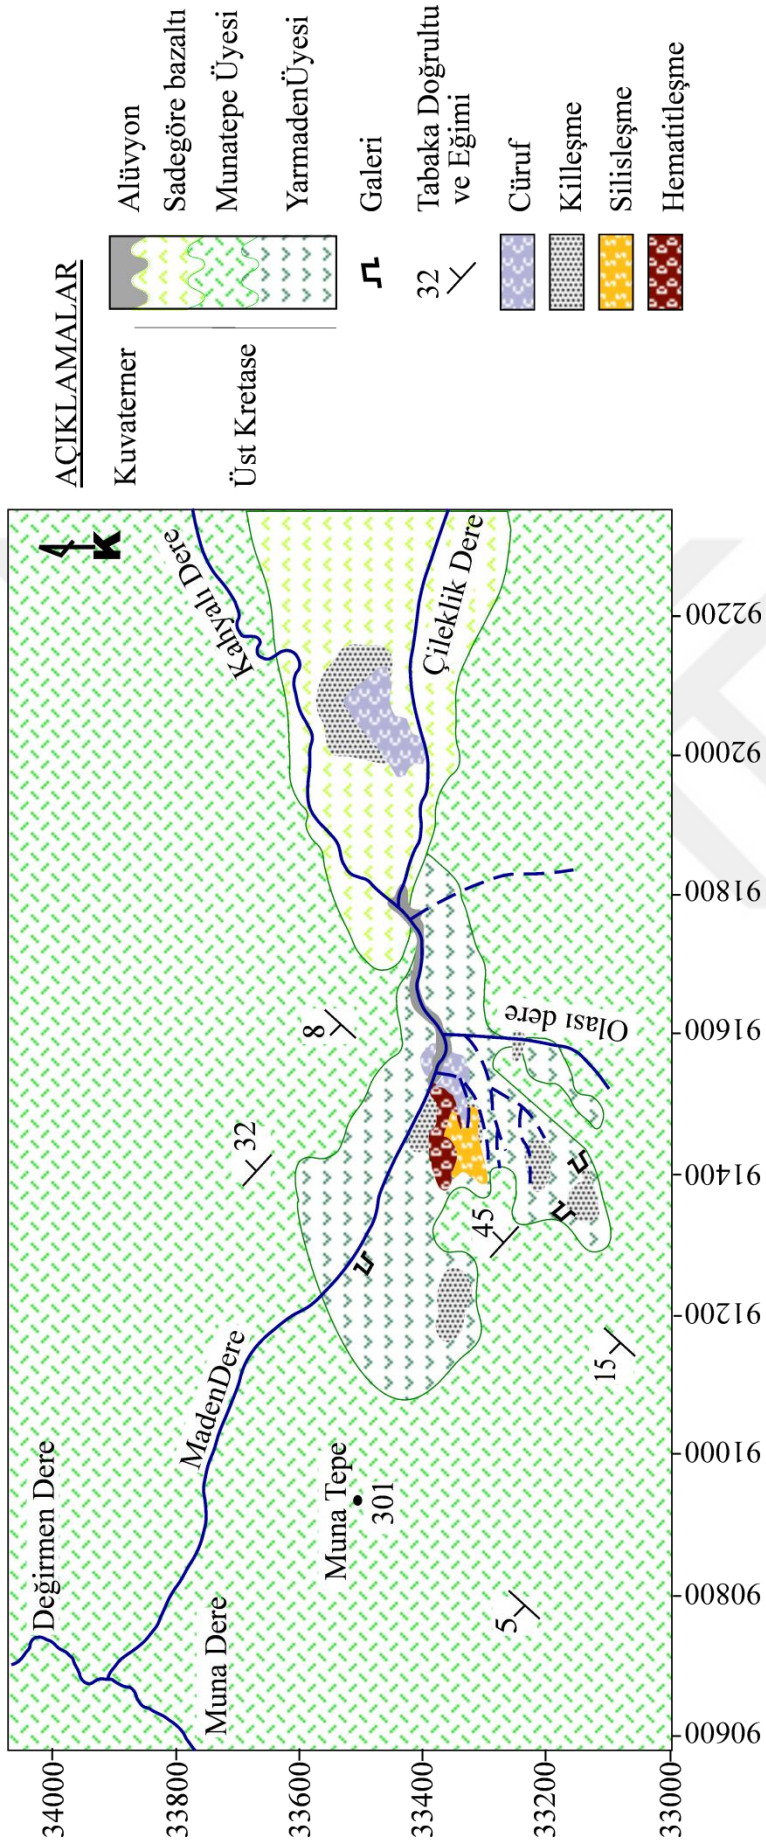 AÇIKLAMALAR
Kuvaterner
Üst Kretase
Alüvyon
Sadegöre bazaltı
Munatepe Üyesi
YarmadenÜyesi
Galeri
32
Tabaka Doğrultu
ve Eğimi
Cüruf
Killeşme
Silisleşme
Hematitleşme
K
Kahyalı Dere
Çileklik Dere
Olası dere
8
32
45
15
5
MadenDere
Değirmen Dere
Muna Dere
Muna Tepe
301
34000
33800
33600
33400
33200
33000
90600
90800
91000
91200
91400
91600
91800
92000
92200